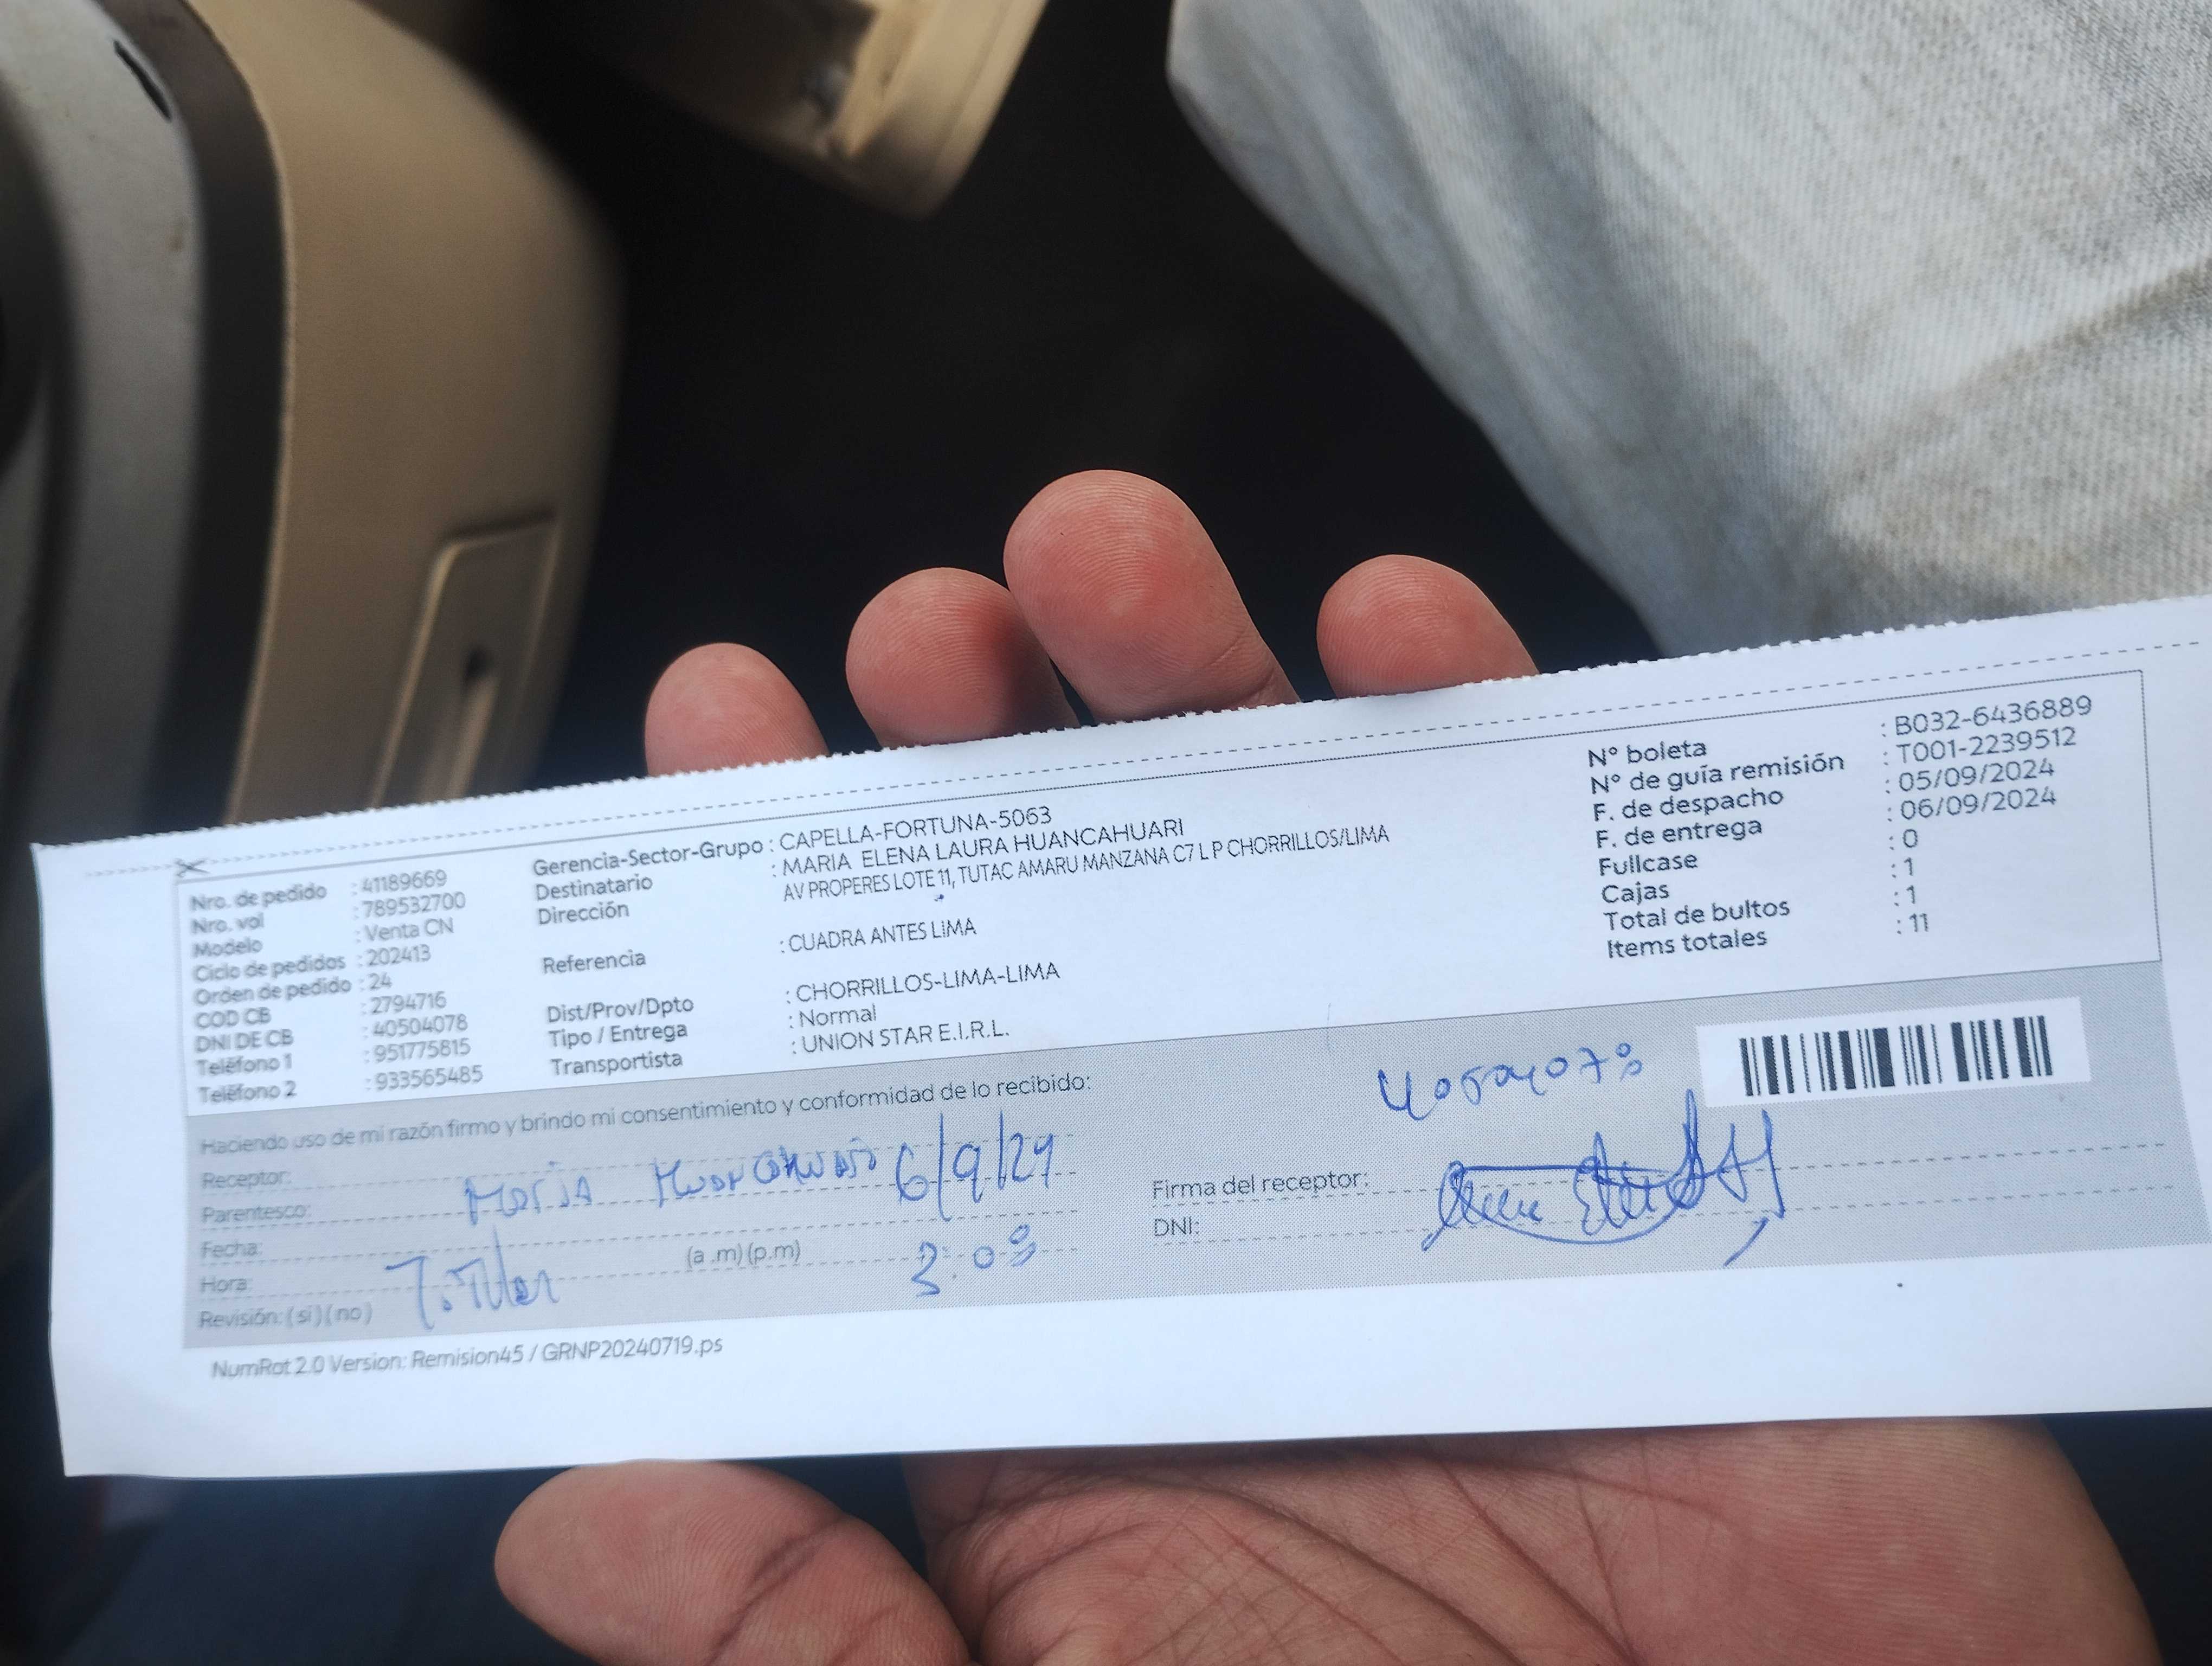 Nro. de pedido : 41189669
Nro. val : 789532700
Modelo : Venta CN
Ciclo de pedidos : 202413
Orden de pedido : 24
COD CB : 2794716
DNI DE CB : 40504078
Teléfono 1 : 951775815
Teléfono 2 : 933565485
Gerencia-Sector-Grupo : CAPELLA-FORTUNA-5063
Destinatario : MARIA ELENA LAURA HUANCAHUARI
Dirección AV PROPERES LOTE 11, TUTAC AMARU MANZANA C7 L P CHORRILLOS/LIMA
Referencia : CUADRA ANTES LIMA
Dist/Prov/Dpto : CHORRILLOS-LIMA-LIMA
Tipo / Entrega : Normal
Transportista : UNION STAR E.I.R.L.
N° boleta : B032-6436889
N° de guía remisión : T001-2239512
F. de despacho : 05/09/2024
F. de entrega : 06/09/2024
Fullcase : 0
Cajas : 1
Total de bultos : 1
Items totales : 11
Haciendo uso de mi razón firmo y brindo mi consentimiento y conformidad de lo recibido:
40504078
Receptor: Maria 6/9/24
Parentesco:
Fecha:
Hora: (a .m) (p.m) 3:08
Revisión: ( si ) ( no )
Firma del receptor:
DNI:
NumRot 2.0 Version: Remision45 / GRNP20240719.ps